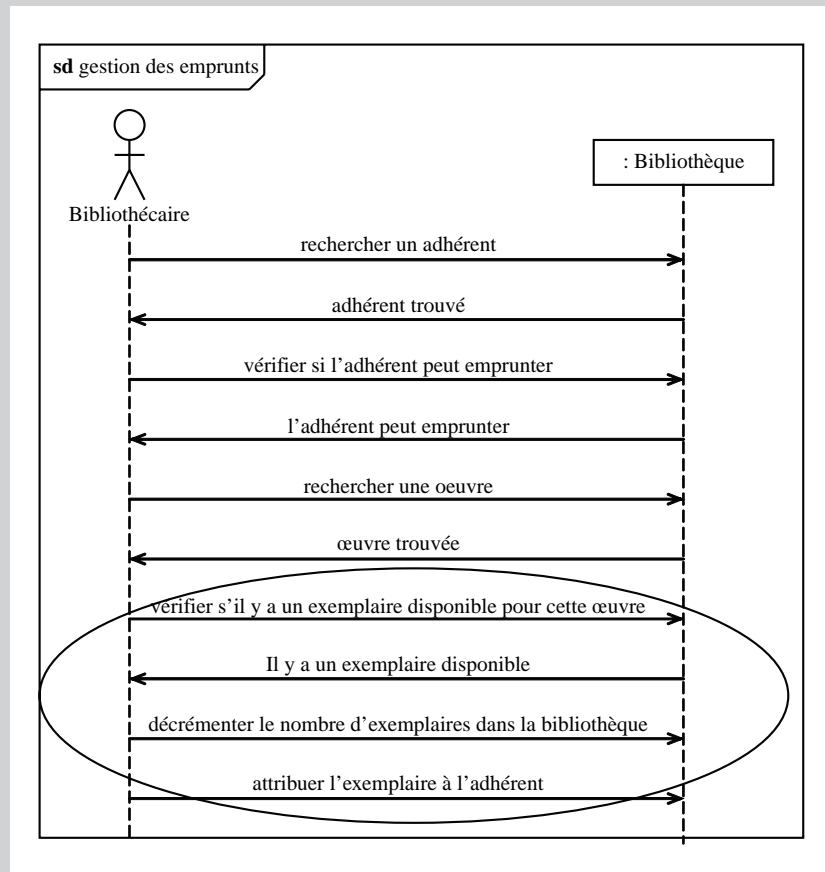 sd gestion des emprunts
: Bibliothèque
Bibliothécaire
rechercher un adhérent
adhérent trouvé
vérifier si l’adhérent peut emprunter
l’adhérent peut emprunter
rechercher une oeuvre
œuvre trouvée
vérifier s’il y a un exemplaire disponible pour cette œuvre
Il y a un exemplaire disponible
décrémenter le nombre d’exemplaires dans la bibliothèque
attribuer l’exemplaire à l’adhérent